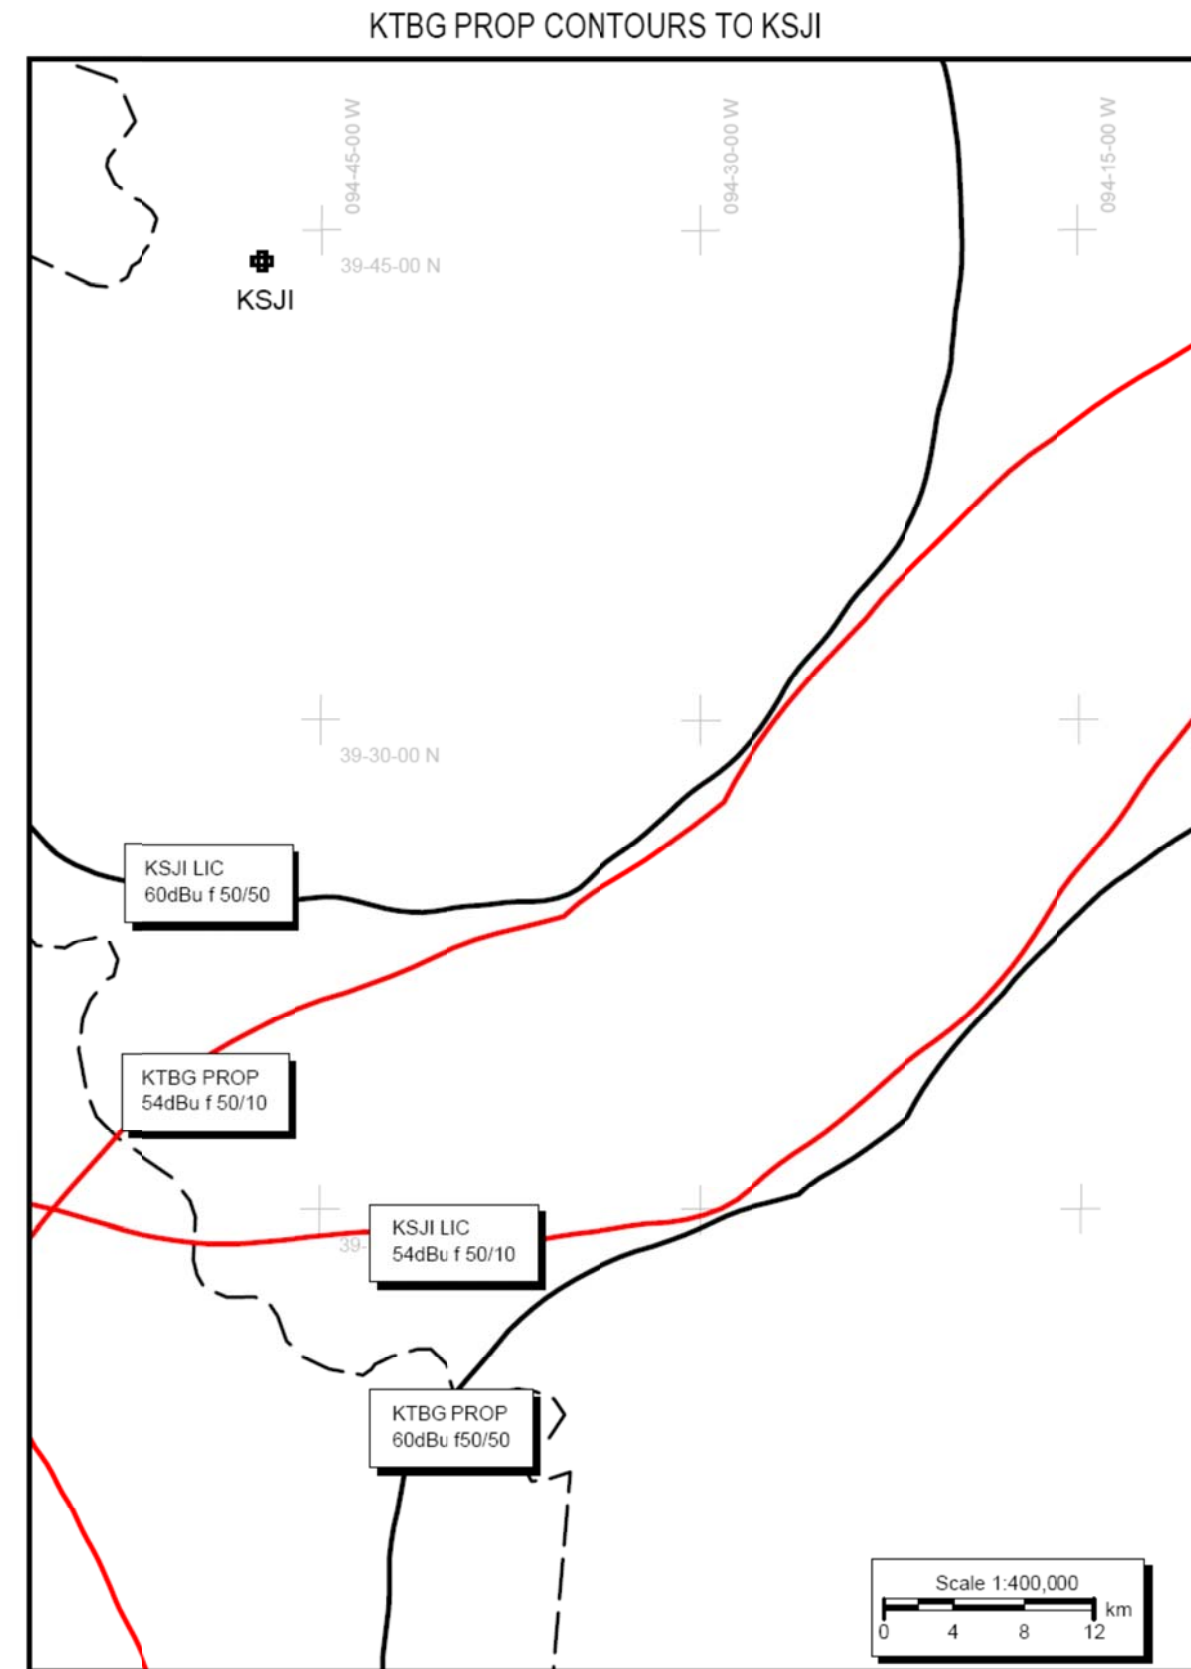 KTBG PROP CONTOURS TO KSJI
094-45-00 W
094-30-00 W
094-15-00 W
39-45-00 N
KSJI
39-30-00 N
KSJI LIC
60dBu f 50/50
KTBG PROP
54dBu f 50/10
39-
KSJI LIC
54dBu f 50/10
KTBG PROP
60dBu f50/50
Scale 1:400,000
km
0 4 8 12